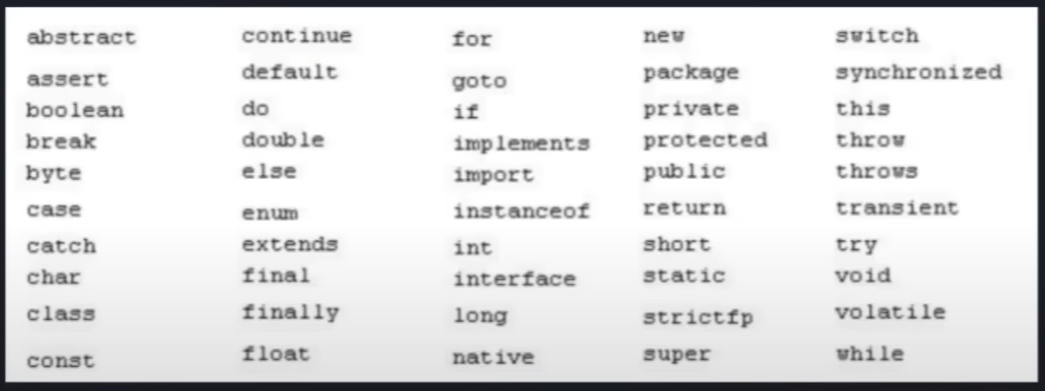 abstract continue for new switch
assert default goto package synchronized
boolean do if private this
break double implements protected throw
byte else import public throws
case enum instanceof return transient
catch extends int short try
char final interface static void
class finally long strictfp volatile
const float native super while